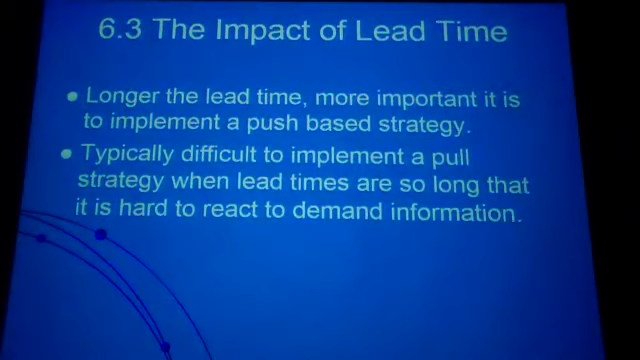 6.3 The Impact of Lead Time
● Longer the lead time, more important it is
to implement a push based strategy.
● Typically difficult to implement a pull
strategy when lead times are so long that
it is hard to react to demand information.